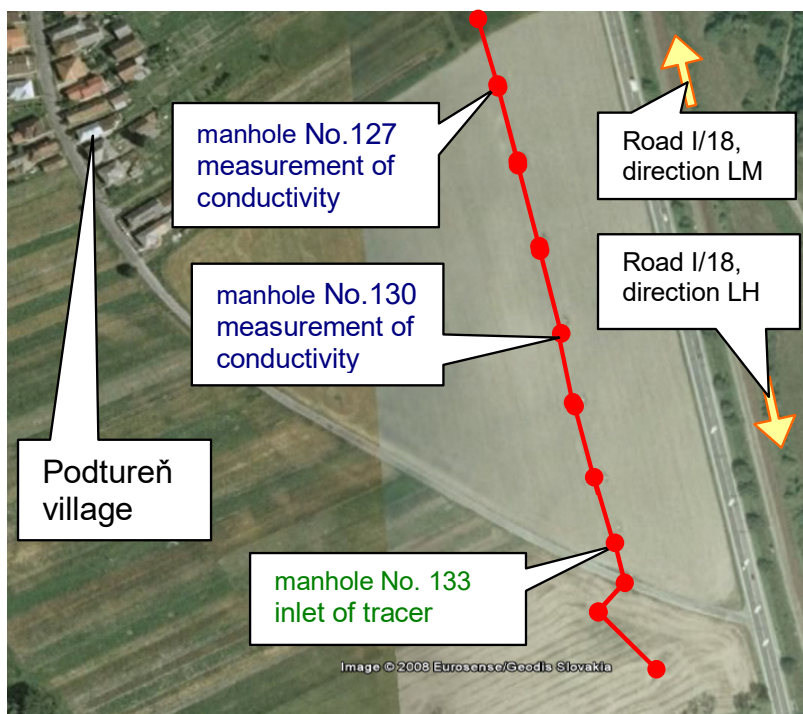 manhole No.127
measurement of
conductivity
Road I/18,
direction LM
Road I/18,
direction LH
manhole No.130
measurement of
conductivity
Podtureň
village
manhole No. 133
inlet of tracer
Image © 2008 Eurosense/Geodis Slovakia